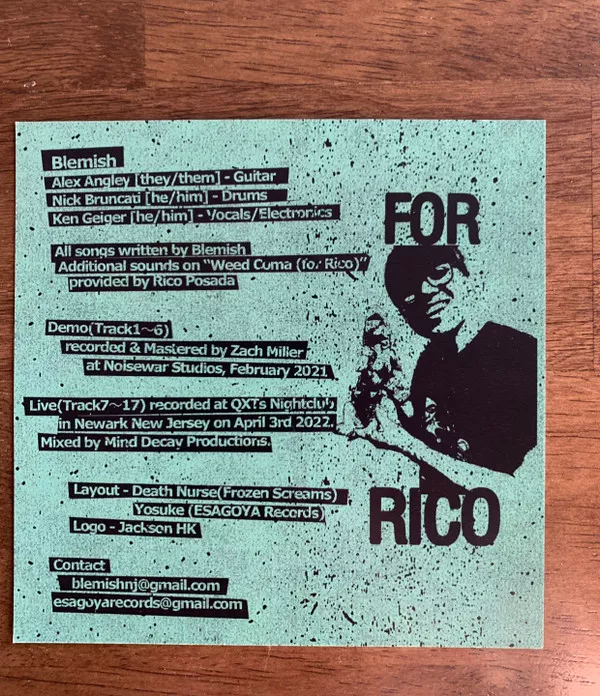 Blemish
Alex Angley [they/them] - Guitar
Nick Bruncati [he/him] - Drums
Ken Geiger [he/him] - Vocals/Electronics
All songs written by Blemish
Additional sounds on "Weed Coma (for Rico)"
provided by Rico Posada
Demo(Track1～6)
recorded & Mastered by Zach Miller
at Noisewar Studios, February 2021.
Live(Track7～17) recorded at QXTs Nightclub
in Newark New Jersey on April 3rd 2022.
Mixed by Mind Decay Productions.
Layout - Death Nurse(Frozen Screams)
Yosuke (ESAGOYA Records)
Logo - Jackson HK
Contact
blemishnj@gmail.com
esagoyarecords@gmail.com
FOR
RICO